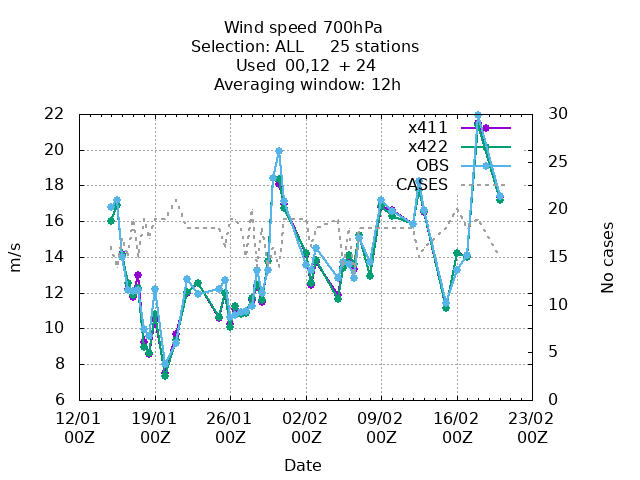 Wind speed 700hPa
Selection: ALL 25 stations
Used 00,12 + 24
Averaging window: 12h
22 30
20 25
18 20
16
14 15
12 10
10
8 5
6 0
x411
x422
OBS
CASES
m/s
No cases
12/01 19/01 26/01 02/02 09/02 16/02 23/02
00Z 00Z 00Z 00Z 00Z 00Z 00Z
Date